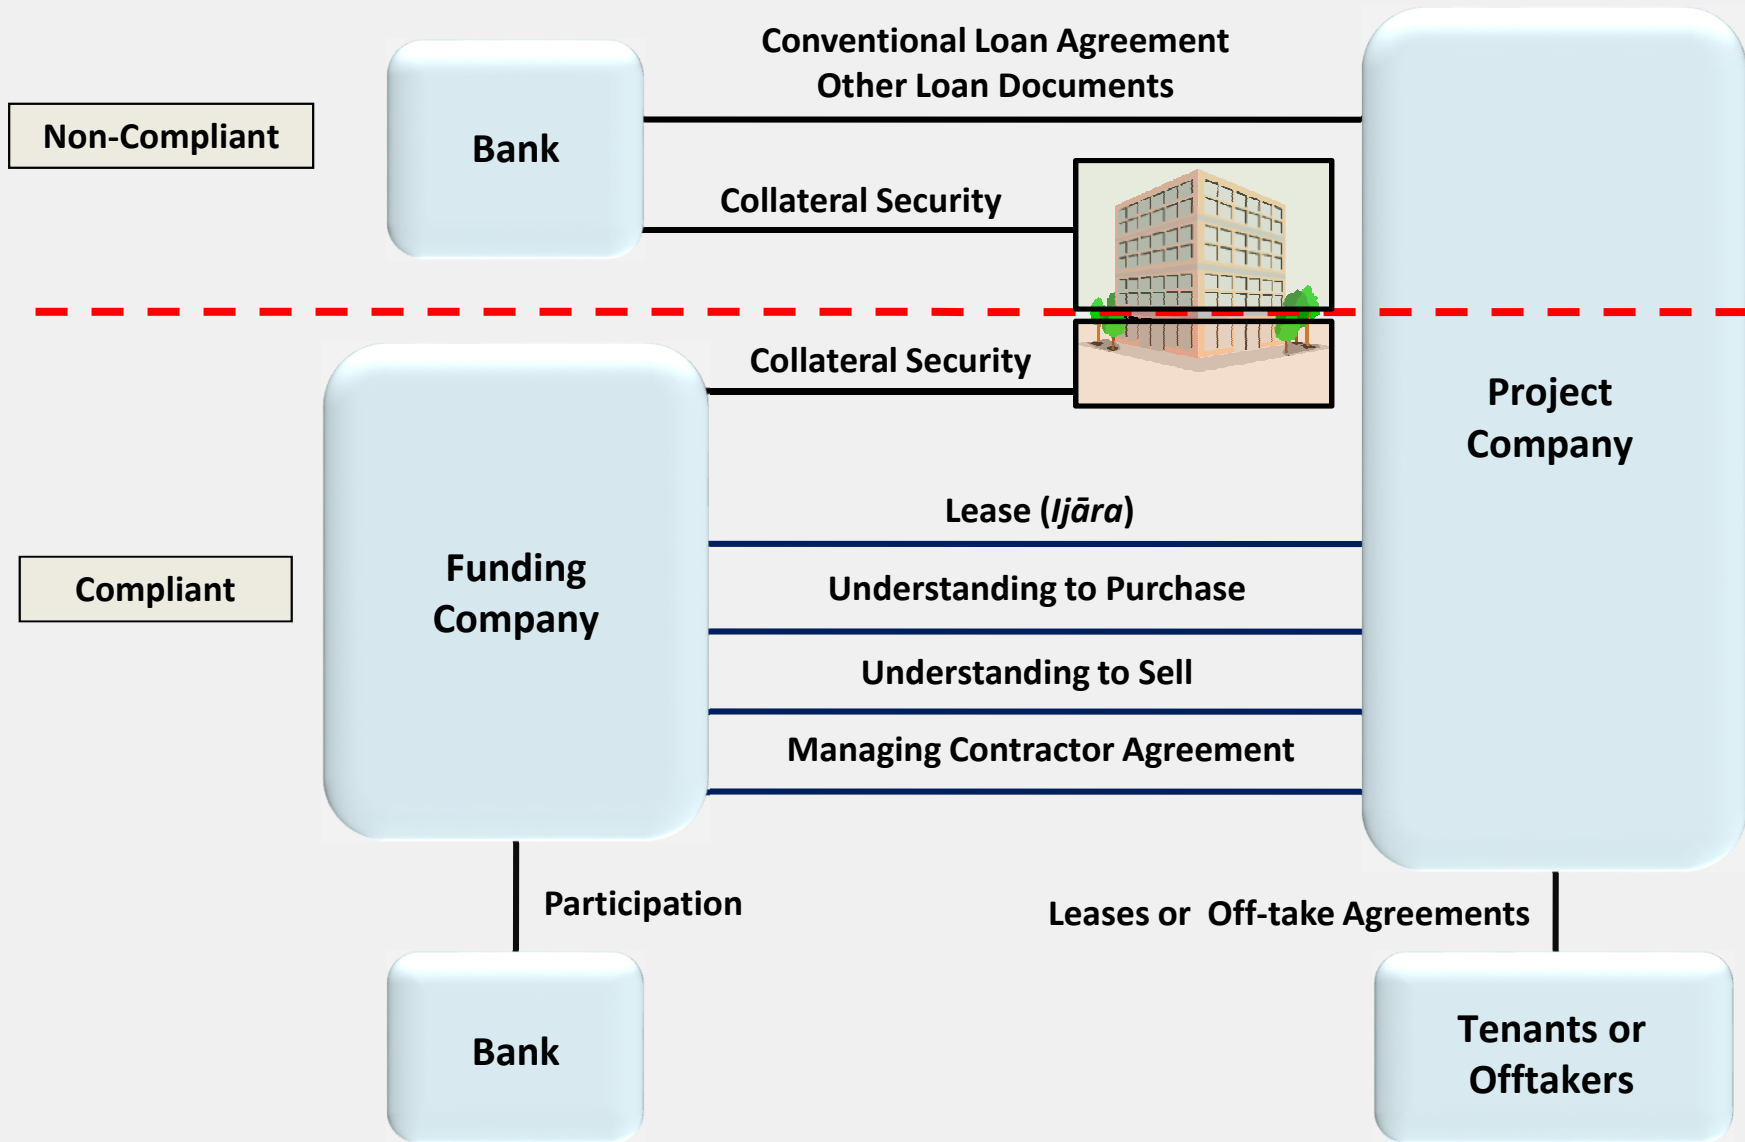 Conventional Loan Agreement
Other Loan Documents
Non-Compliant
Bank
Collateral Security
Collateral Security
Project
Company
Lease (Ijāra)
Compliant
Funding
Company
Understanding to Purchase
Understanding to Sell
Managing Contractor Agreement
Participation
Leases or Off-take Agreements
Bank
Tenants or
Offtakers